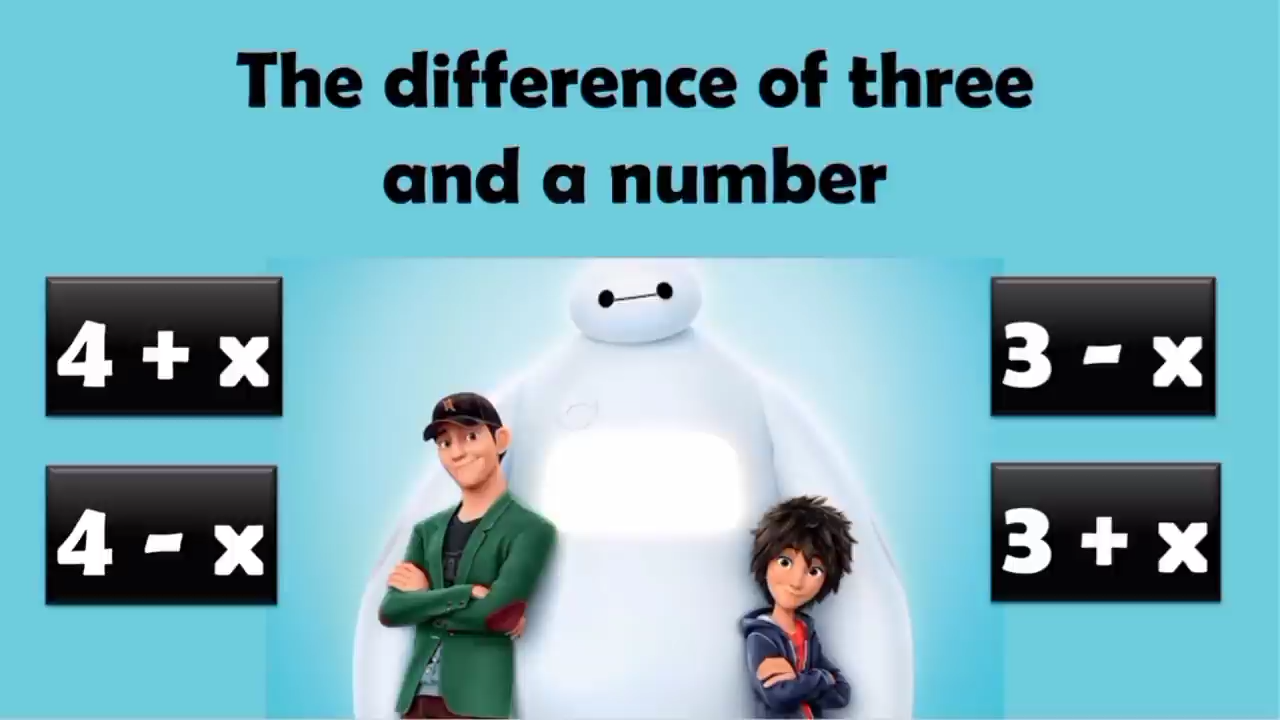 The difference of three
and a number
4 + x
3 - x
4 - x
3 + x